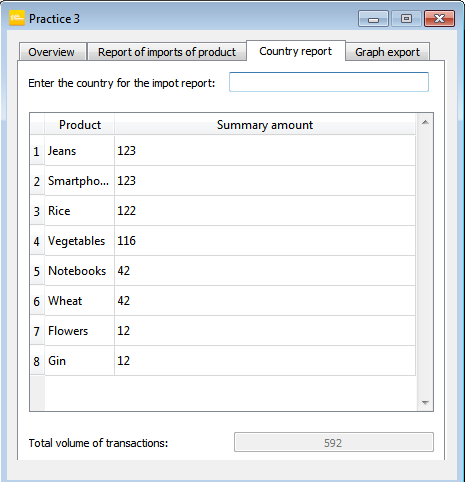 Practice 3
Overview Report of imports of product Country report Graph export
Enter the country for the impot report:
Product Summary amount
1 Jeans 123
2 Smartpho... 123
3 Rice 122
4 Vegetables 116
5 Notebooks 42
6 Wheat 42
7 Flowers 12
8 Gin 12
Total volume of transactions: 592